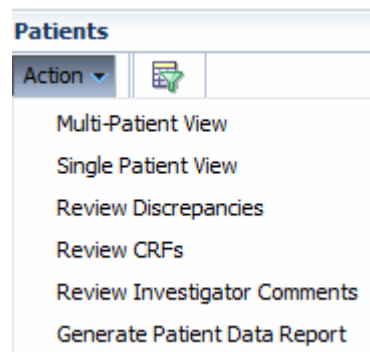 Patients
Action
Multi-Patient View
Single Patient View
Review Discrepancies
Review CRFs
Review Investigator Comments
Generate Patient Data Report